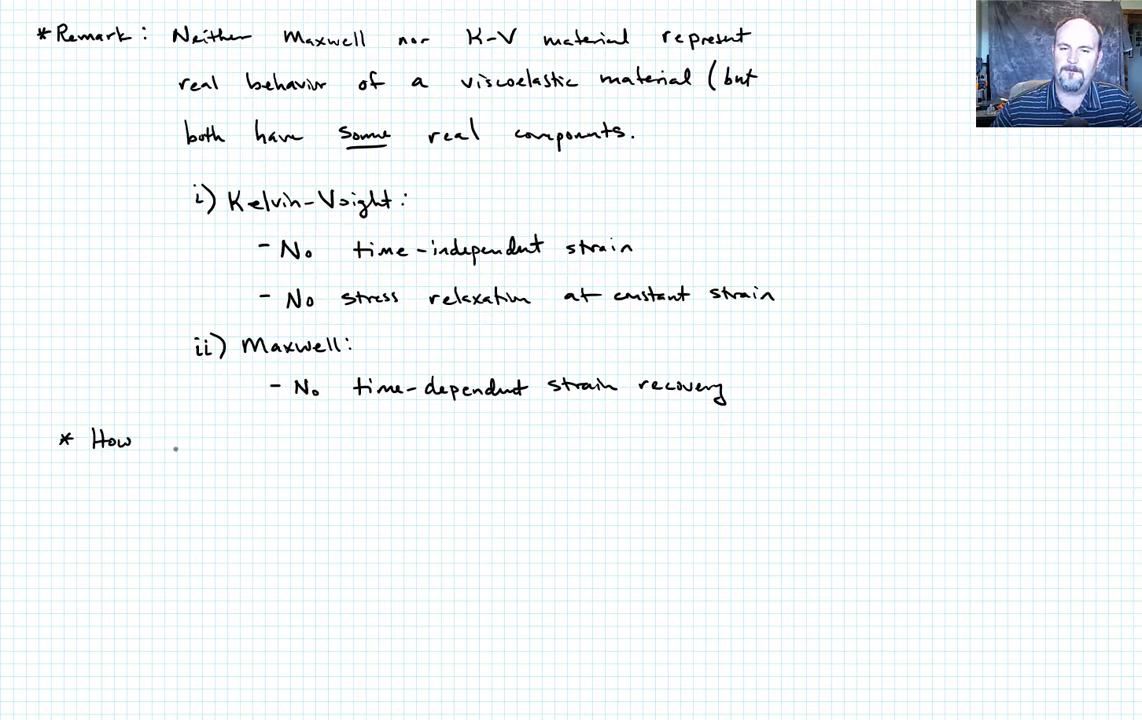 * Remark: Neither Maxwell nor K-V material represent
real behavior of a viscoelastic material (but
both have some real components.
i) Kelvin-Voight:
- No time-independent strain
- No stress relaxation at constant strain
ii) Maxwell:
- No time-dependent strain recovery
* How